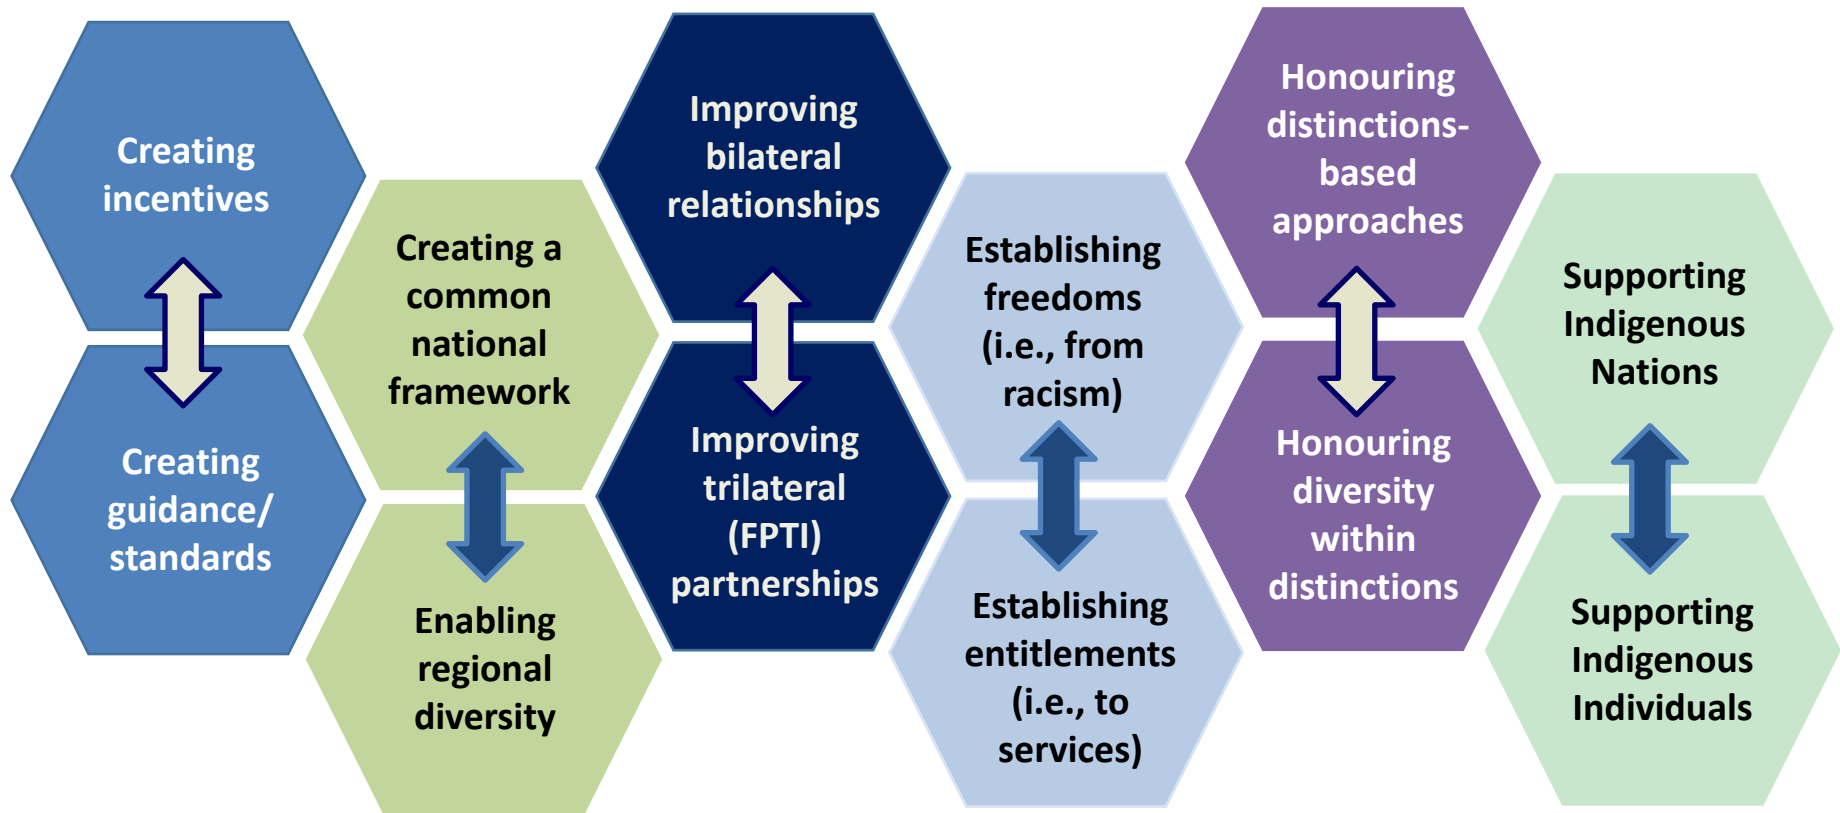 Creating
incentives
Creating
guidance/
standards
Creating a
common
national
framework
Enabling
regional
diversity
Improving
bilateral
relationships
Improving
trilateral
(FPTI)
partnerships
Establishing
freedoms
(i.e., from
racism)
Establishing
entitlements
(i.e., to
services)
Honouring
distinctions-
based
approaches
Honouring
diversity
within
distinctions
Supporting
Indigenous
Nations
Supporting
Indigenous
Individuals